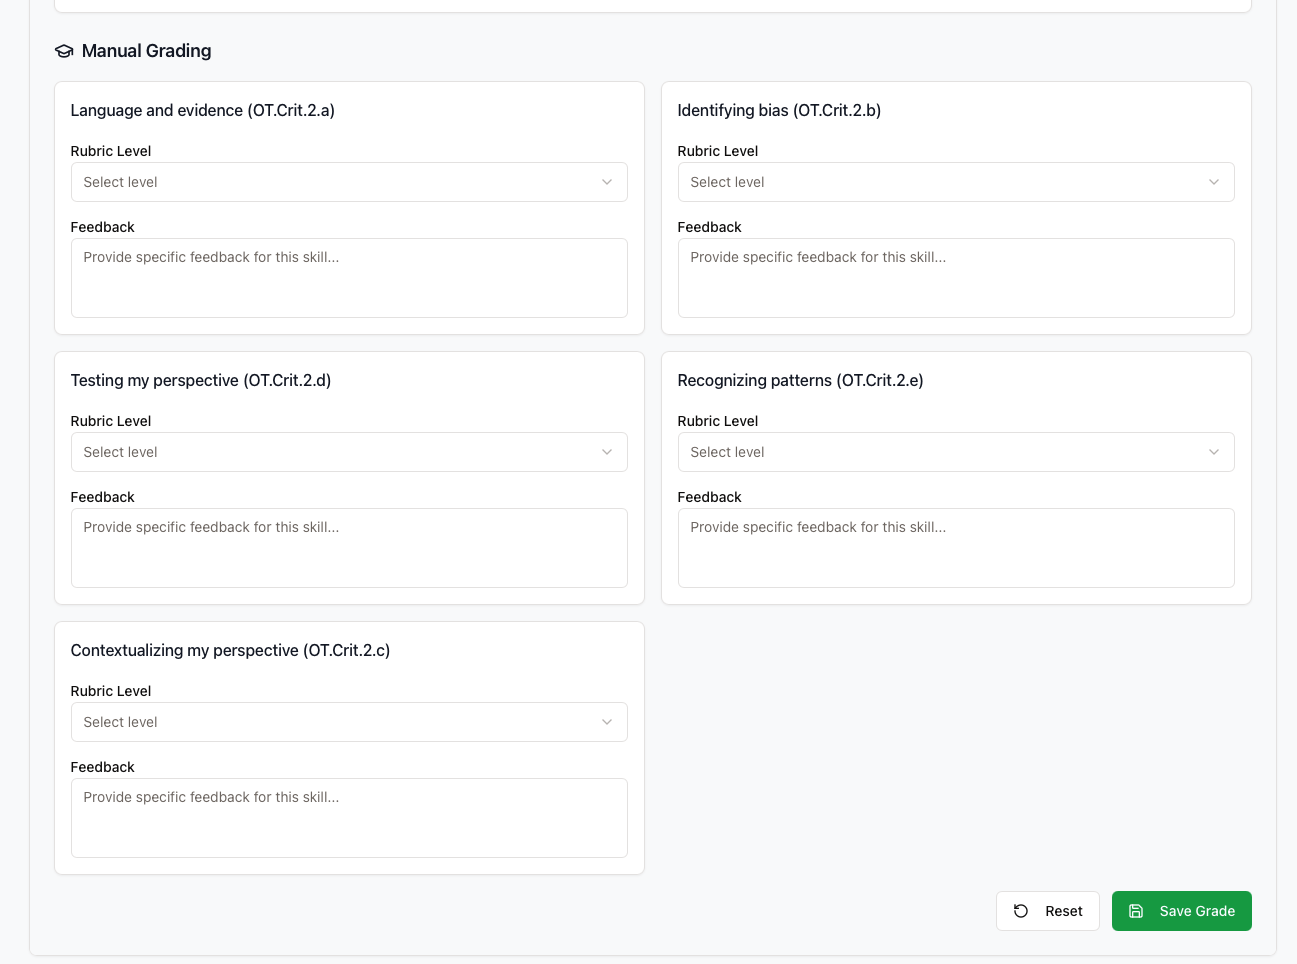 Manual Grading
Language and evidence (OT.Crit.2.a)
Rubric Level
Select level
Feedback
Provide specific feedback for this skill...
Identifying bias (OT.Crit.2.b)
Rubric Level
Select level
Feedback
Provide specific feedback for this skill...
Testing my perspective (OT.Crit.2.d)
Rubric Level
Select level
Feedback
Provide specific feedback for this skill...
Recognizing patterns (OT.Crit.2.e)
Rubric Level
Select level
Feedback
Provide specific feedback for this skill...
Contextualizing my perspective (OT.Crit.2.c)
Rubric Level
Select level
Feedback
Provide specific feedback for this skill...
Reset
Save Grade